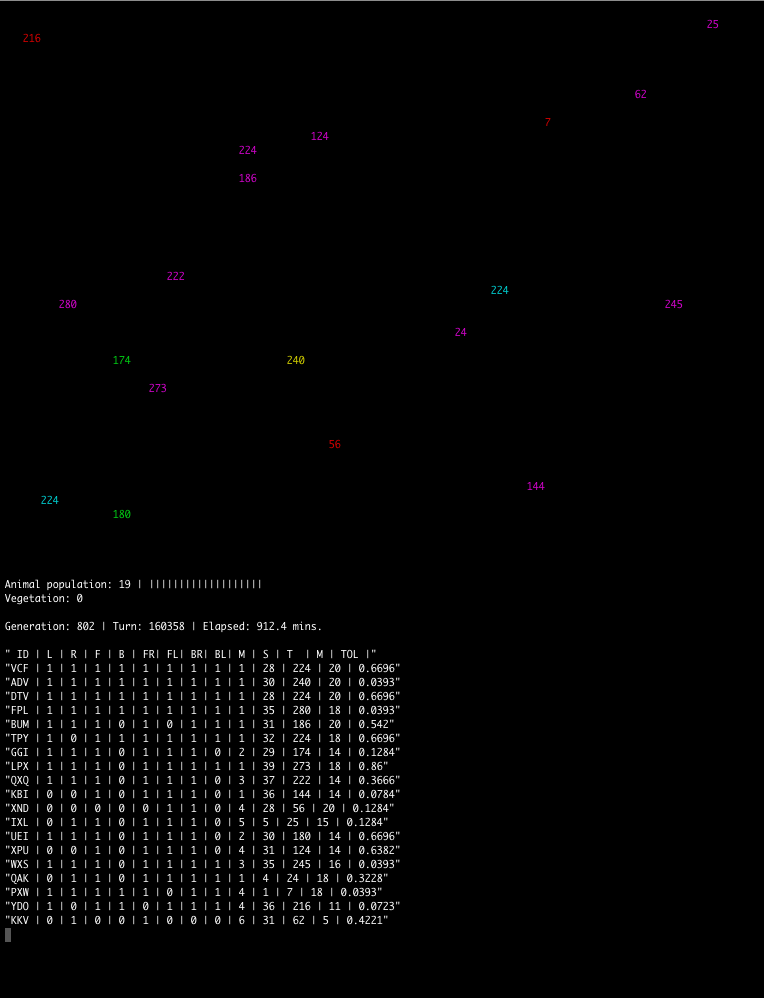 25
216
62
7
124
224
186
222
224
280 245
24
174 240
273
56
144
224
180
Animal population: 19 | |||||||||||||||||||
Vegetation: 0
Generation: 802 | Turn: 160358 | Elapsed: 912.4 mins.
" ID | L | R | F | B | FR| FL| BR| BL| M | S | T  | M | TOL |"
"VCF | 1 | 1 | 1 | 1 | 1 | 1 | 1 | 1 | 1 | 28 | 224 | 20 | 0.6696"
"ADV | 1 | 1 | 1 | 1 | 1 | 1 | 1 | 1 | 1 | 30 | 240 | 20 | 0.0393"
"DTV | 1 | 1 | 1 | 1 | 1 | 1 | 1 | 1 | 1 | 28 | 224 | 20 | 0.6696"
"FPL | 1 | 1 | 1 | 1 | 1 | 1 | 1 | 1 | 1 | 35 | 280 | 18 | 0.0393"
"BUM | 1 | 1 | 1 | 0 | 1 | 0 | 1 | 1 | 1 | 31 | 186 | 20 | 0.542"
"TPY | 1 | 0 | 1 | 1 | 1 | 1 | 1 | 1 | 1 | 32 | 224 | 18 | 0.6696"
"GGI | 1 | 1 | 1 | 0 | 1 | 1 | 1 | 0 | 2 | 29 | 174 | 14 | 0.1284"
"LPX | 1 | 1 | 1 | 0 | 1 | 1 | 1 | 1 | 1 | 39 | 273 | 18 | 0.86"
"QXQ | 1 | 1 | 1 | 0 | 1 | 1 | 1 | 0 | 3 | 37 | 222 | 14 | 0.3666"
"KBI | 0 | 0 | 1 | 0 | 1 | 1 | 1 | 0 | 1 | 36 | 144 | 14 | 0.0784"
"XND | 0 | 0 | 0 | 0 | 0 | 1 | 1 | 0 | 4 | 28 | 56 | 20 | 0.1284"
"IXL | 0 | 1 | 1 | 0 | 1 | 1 | 1 | 0 | 5 | 5 | 25 | 15 | 0.1284"
"UEI | 1 | 1 | 1 | 0 | 1 | 1 | 1 | 0 | 2 | 30 | 180 | 14 | 0.6696"
"XPU | 0 | 0 | 1 | 0 | 1 | 1 | 1 | 0 | 4 | 31 | 124 | 14 | 0.6382"
"WXS | 1 | 1 | 1 | 0 | 1 | 1 | 1 | 1 | 3 | 35 | 245 | 16 | 0.0393"
"QAK | 0 | 1 | 1 | 0 | 1 | 1 | 1 | 1 | 1 | 4 | 24 | 18 | 0.3228"
"PXW | 1 | 1 | 1 | 1 | 1 | 0 | 1 | 1 | 4 | 1 | 7 | 18 | 0.0393"
"YDO | 1 | 0 | 1 | 1 | 0 | 1 | 1 | 1 | 4 | 36 | 216 | 11 | 0.0723"
"KKV | 0 | 1 | 0 | 0 | 1 | 0 | 0 | 0 | 6 | 31 | 62 | 5 | 0.4221"